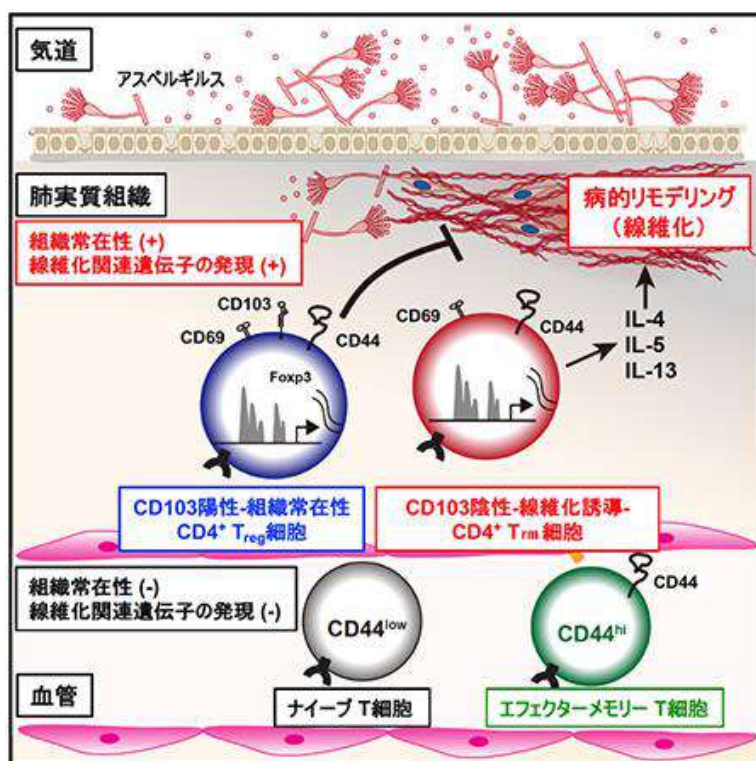 気道
アスペルギルス
肺実質組織
病的リモデリング
（線維化）
組織常在性 (+)
線維化関連遺伝子の発現 (+)
CD103
CD69
CD44
Foxp3
CD69
CD44
IL-4
IL-5
IL-13
CD103陽性-組織常在性
CD4+ Treg細胞
CD103陰性-線維化誘導-
CD4+ Trm 細胞
組織常在性 (-)
線維化関連遺伝子の発現 (-)
CD44low
CD44
CD44hi
血管
ナイーブ T細胞
エフェクターメモリー T細胞